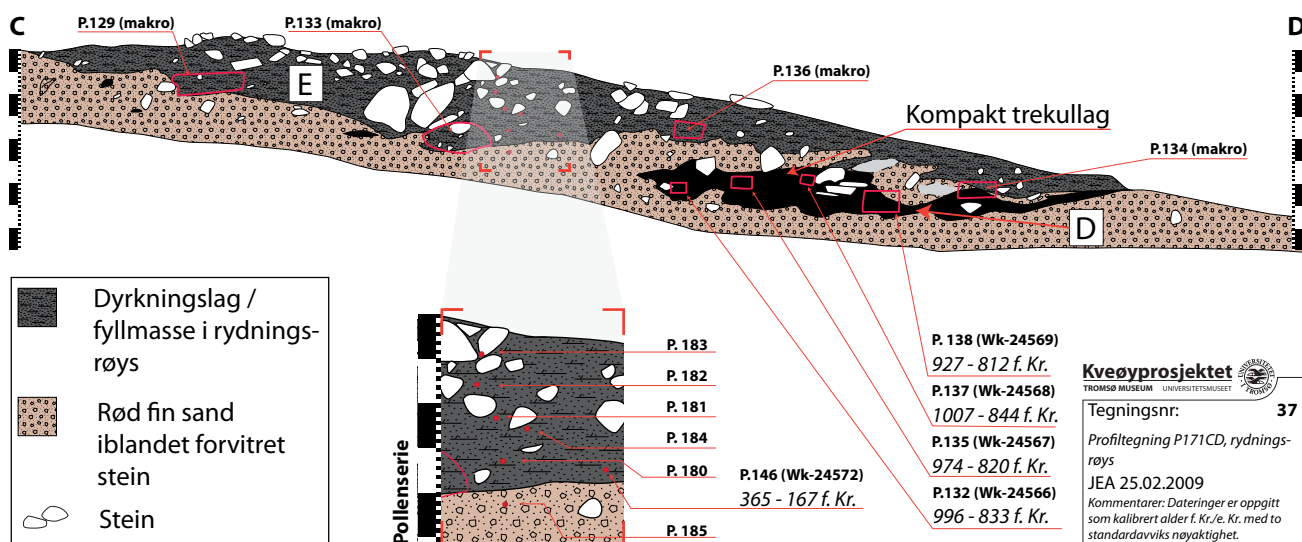 C
D
P.129 (makro)
P.133 (makro)
E
P.136 (makro)
Kompakt trekullag
P.134 (makro)
D
Dyrkningslag /
fyllmasse i rydnings-
røys
Rød fin sand
iblandet forvitret
stein
Stein
Pollenserie
P. 183
P. 182
P. 181
P. 184
P. 180
P. 185
P.146 (Wk-24572)
365 - 167 f. Kr.
P. 138 (Wk-24569)
927 - 812 f. Kr.
P.137 (Wk-24568)
1007 - 844 f. Kr.
P.135 (Wk-24567)
974 - 820 f. Kr.
P.132 (Wk-24566)
996 - 833 f. Kr.
Kveøyprosjektet
TROMSØ MUSEUM UNIVERSITETSMUSEET
UNIVERSITETET TROMSØ
Tegningsnr: 37
Profiltegning P171CD, rydnings-
røys
JEA 25.02.2009
Kommentarer: Dateringer er oppgitt
som kalibrert alder f. Kr./e. Kr. med to
standardavviks nøyaktighet.